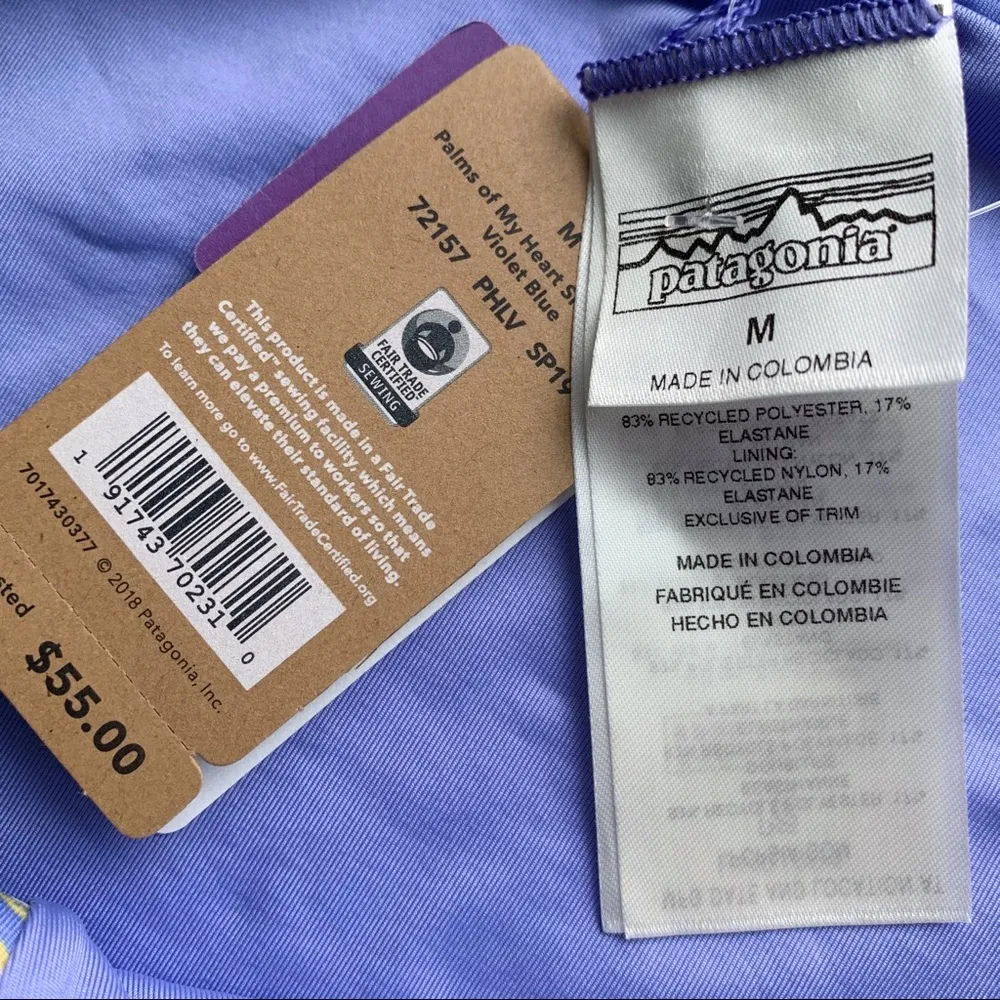 M
Palms of My Heart S
Violet Blue
72157 PHLV SP19
FAIR TRADE
CERTIFIED
SEWING
This product is made in a Fair Trade
Certified™ sewing facility, which means
we pay a premium to workers so that
they can elevate their standard of living.
To learn more go to www.FairTradeCertified.org
1 91743 70231 0
7017430377 © 2018 Patagonia, Inc.
sted
$55.00
patagonia®
M
MADE IN COLOMBIA
83% RECYCLED POLYESTER, 17%
ELASTANE
LINING:
83% RECYCLED NYLON, 17%
ELASTANE
EXCLUSIVE OF TRIM
MADE IN COLOMBIA
FABRIQUÉ EN COLOMBIE
HECHO EN COLOMBIA